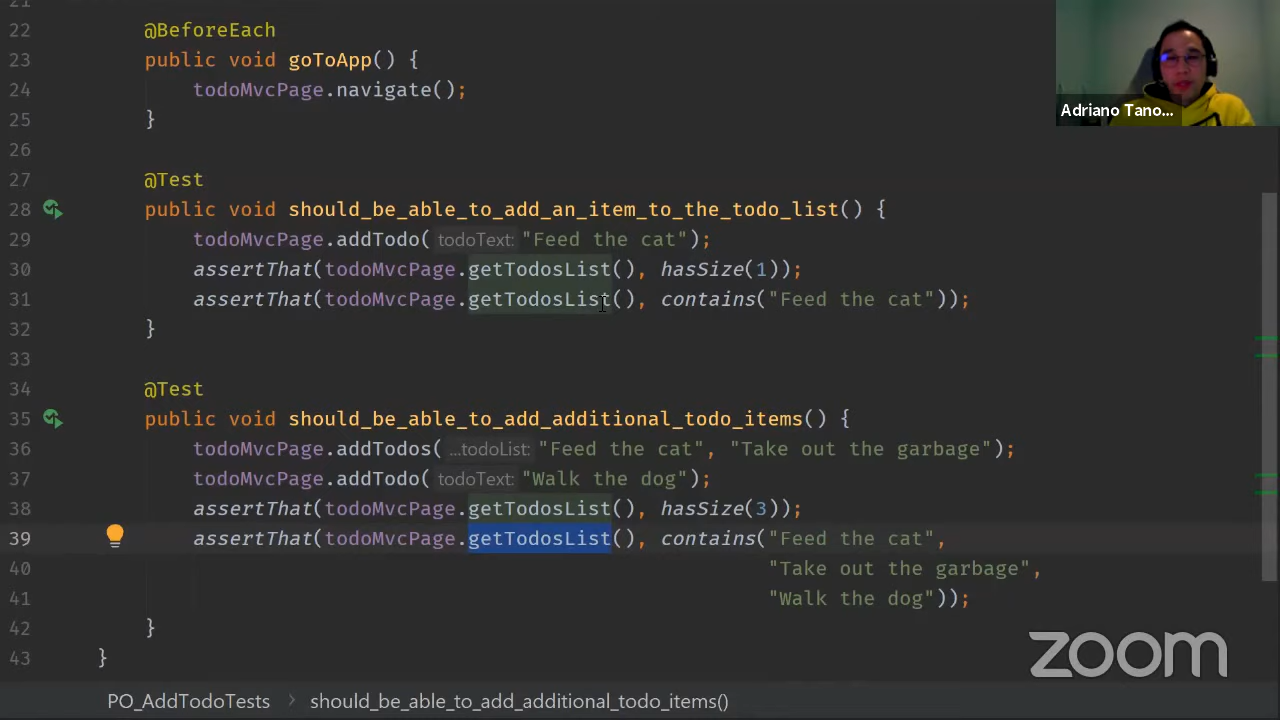 21
22 @BeforeEach
23 public void goToApp() {
24 todoMvcPage.navigate();
25 }
26
27 @Test
28 public void should_be_able_to_add_an_item_to_the_todo_list() {
29 todoMvcPage.addTodo( todoText: "Feed the cat");
30 assertThat(todoMvcPage.getTodosList(), hasSize(1));
31 assertThat(todoMvcPage.getTodosList(), contains("Feed the cat"));
32 }
33
34 @Test
35 public void should_be_able_to_add_additional_todo_items() {
36 todoMvcPage.addTodos( ...todoList: "Feed the cat", "Take out the garbage");
37 todoMvcPage.addTodo( todoText: "Walk the dog");
38 assertThat(todoMvcPage.getTodosList(), hasSize(3));
39 assertThat(todoMvcPage.getTodosList(), contains("Feed the cat",
40 "Take out the garbage",
41 "Walk the dog"));
42 }
43 }
Adriano Tano...
zoom
PO_AddTodoTests > should_be_able_to_add_additional_todo_items()